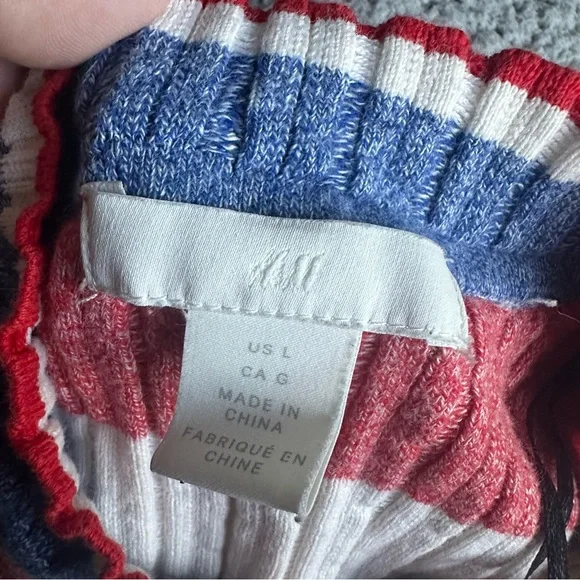 H&M
US L
CA G
MADE IN
CHINA
FABRIQUÉ EN
CHINE